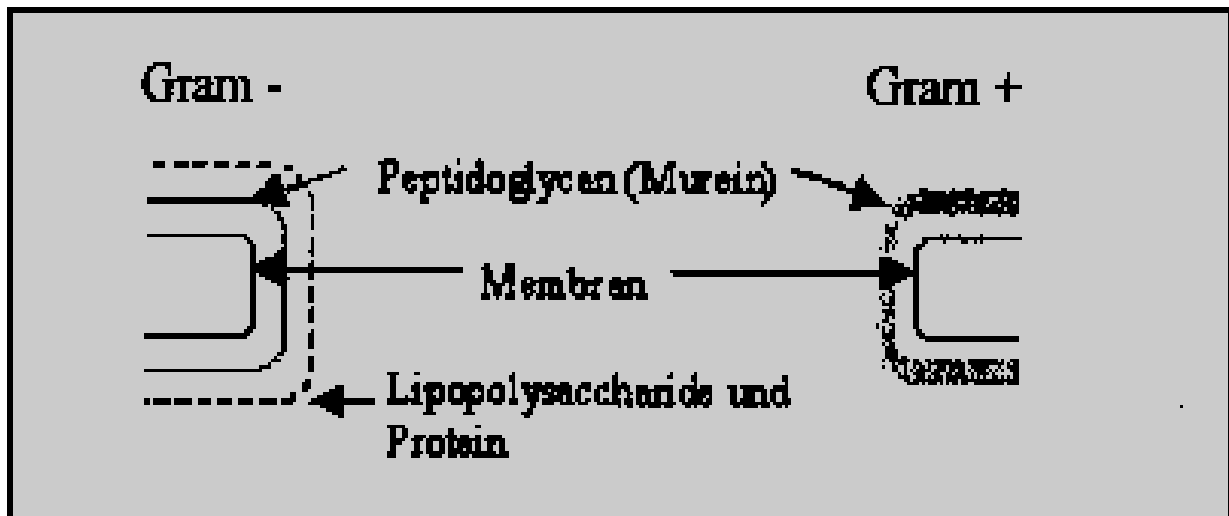 Gram -
Gram +
Peptidoglycan (Murein)
Membran
Lipopolysaccharide und
Protein